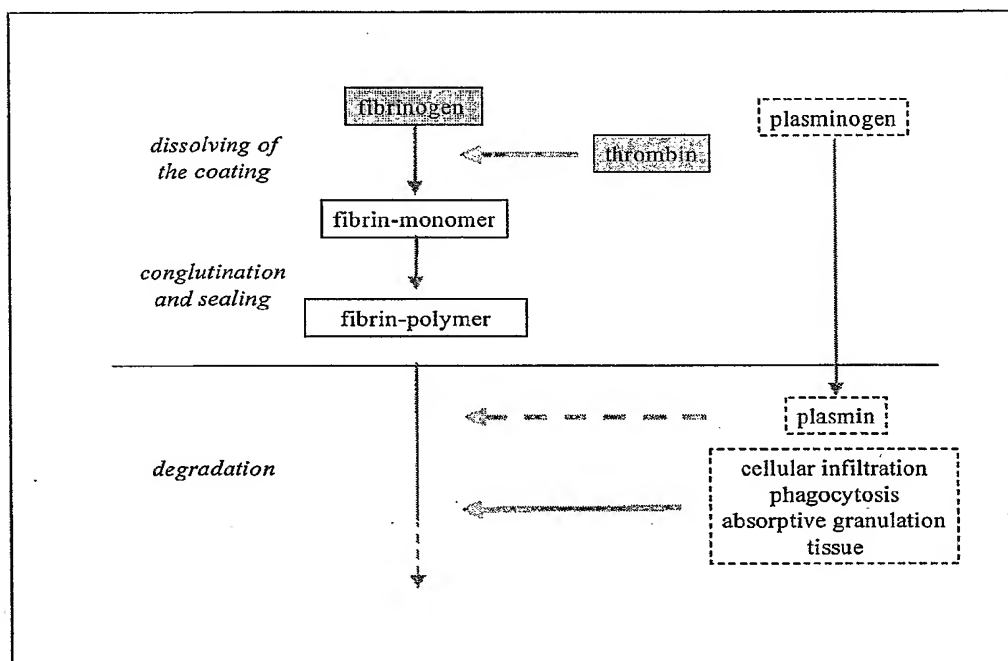 fibrinogen
plasminogen
dissolving of
the coating
thrombin
fibrin-monomer
conglutination
and sealing
fibrin-polymer
plasmin
degradation
cellular infiltration
phagocytosis
absorptive granulation
tissue